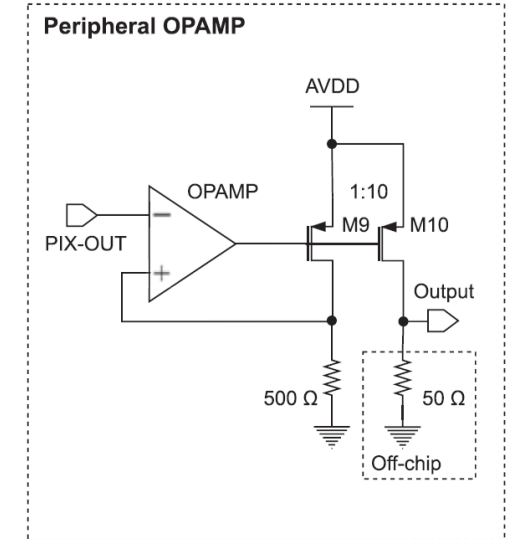 Peripheral OPAMP
AVDD
OPAMP
1:10
M9
M10
PIX-OUT
−
+
Output
500 Ω
50 Ω
Off-chip